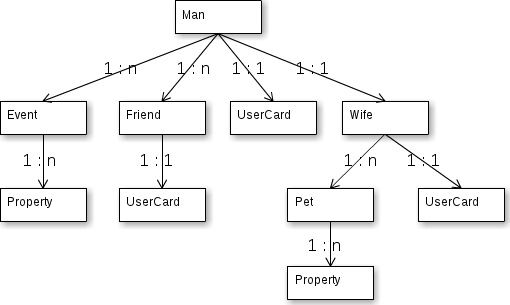 Man
1 : n
1 : n
1 : 1
1 : 1
Event
Friend
UserCard
Wife
1 : n
1 : 1
1 : n
1 : 1
Property
UserCard
Pet
UserCard
1 : n
Property